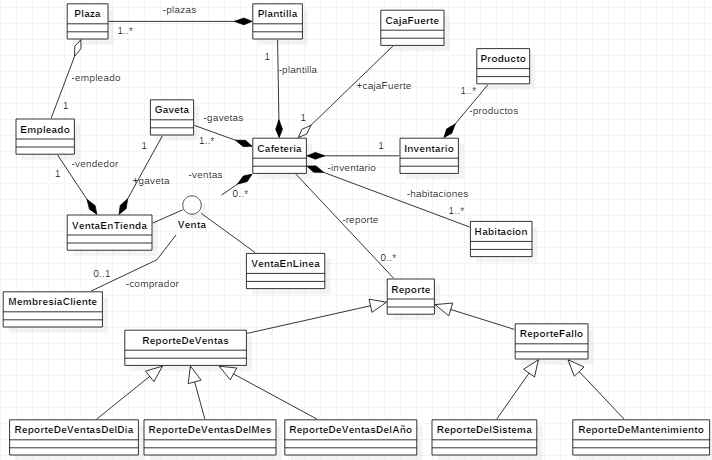 Plaza
-plazas
1..*
Plantilla
CajaFuerte
Producto
1..*
1
-plantilla
-empleado
1
+cajaFuerte
1
-productos
Empleado
Gaveta
-gavetas
1..*
Cafeteria
1
Inventario
-vendedor
1
1
+gaveta
-ventas
0..*
-inventario
-habitaciones
1..*
VentaEnTienda
Venta
-reporte
Habitacion
0..1
-comprador
VentaEnLinea
0..*
MembresiaCliente
Reporte
ReporteDeVentas
ReporteFallo
ReporteDeVentasDelDia
ReporteDeVentasDelMes
ReporteDeVentasDelAño
ReporteDelSistema
ReporteDeMantenimiento